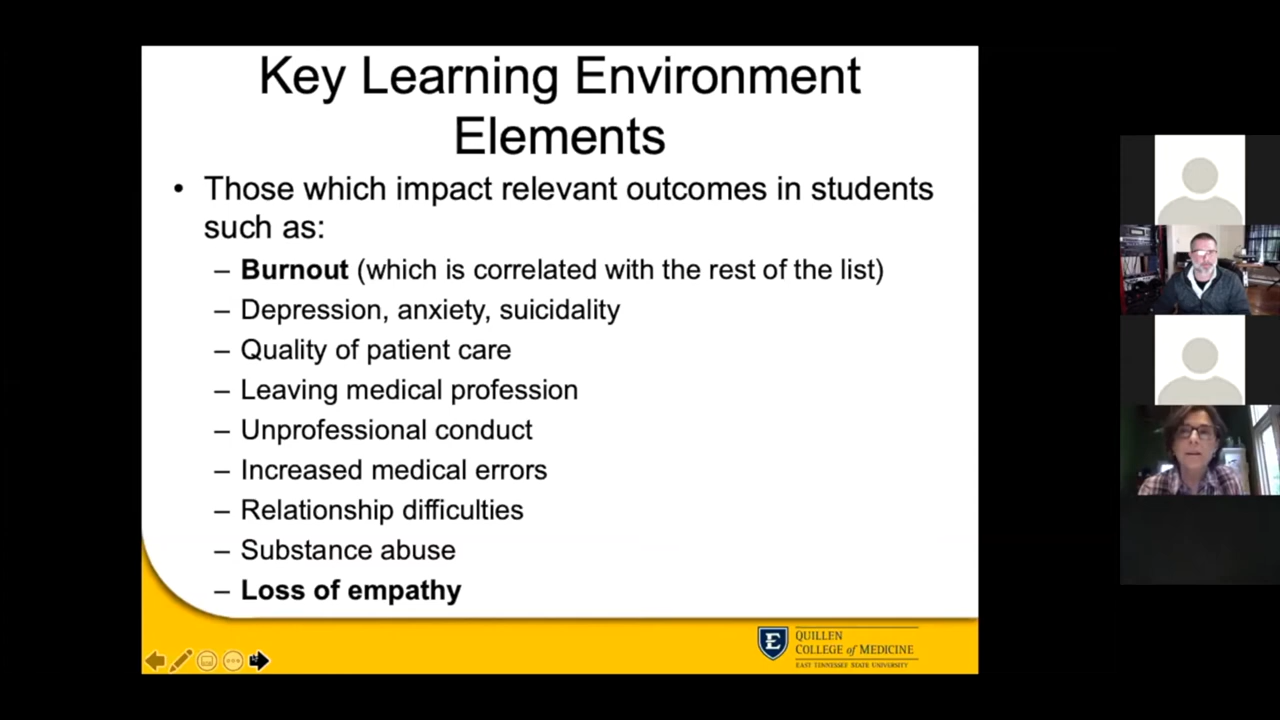 Key Learning Environment
Elements
• Those which impact relevant outcomes in students
such as:
– Burnout (which is correlated with the rest of the list)
– Depression, anxiety, suicidality
– Quality of patient care
– Leaving medical profession
– Unprofessional conduct
– Increased medical errors
– Relationship difficulties
– Substance abuse
– Loss of empathy
E
QUILLEN
COLLEGE of MEDICINE
EAST TENNESSEE STATE UNIVERSITY